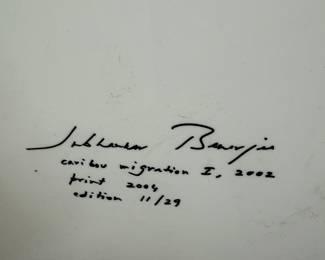 Subhankar Banerjee
caribou migration I, 2002
print 2004
edition 11/29